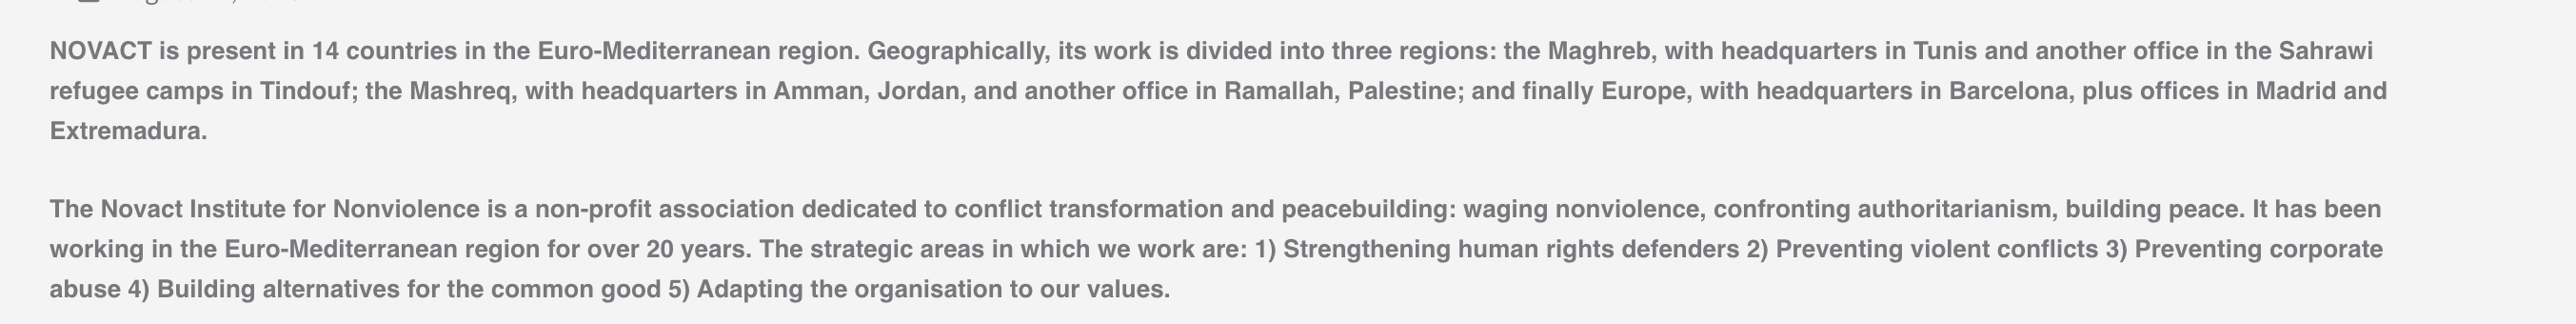 NOVACT is present in 14 countries in the Euro-Mediterranean region. Geographically, its work is divided into three regions: the Maghreb, with headquarters in Tunis and another office in the Sahrawi
refugee camps in Tindouf; the Mashreq, with headquarters in Amman, Jordan, and another office in Ramallah, Palestine; and finally Europe, with headquarters in Barcelona, plus offices in Madrid and
Extremadura.
The Novact Institute for Nonviolence is a non-profit association dedicated to conflict transformation and peacebuilding: waging nonviolence, confronting authoritarianism, building peace. It has been
working in the Euro-Mediterranean region for over 20 years. The strategic areas in which we work are: 1) Strengthening human rights defenders 2) Preventing violent conflicts 3) Preventing corporate
abuse 4) Building alternatives for the common good 5) Adapting the organisation to our values.